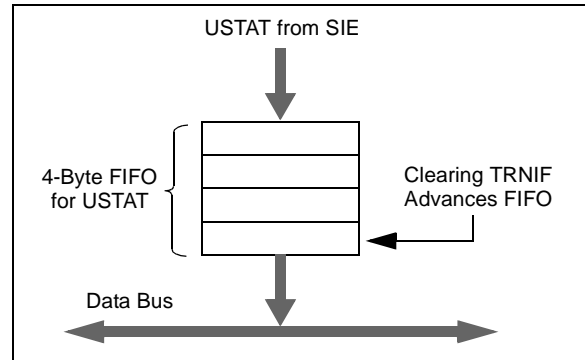 USTAT from SIE
4-Byte FIFO
for USTAT
Clearing TRNIF
Advances FIFO
Data Bus